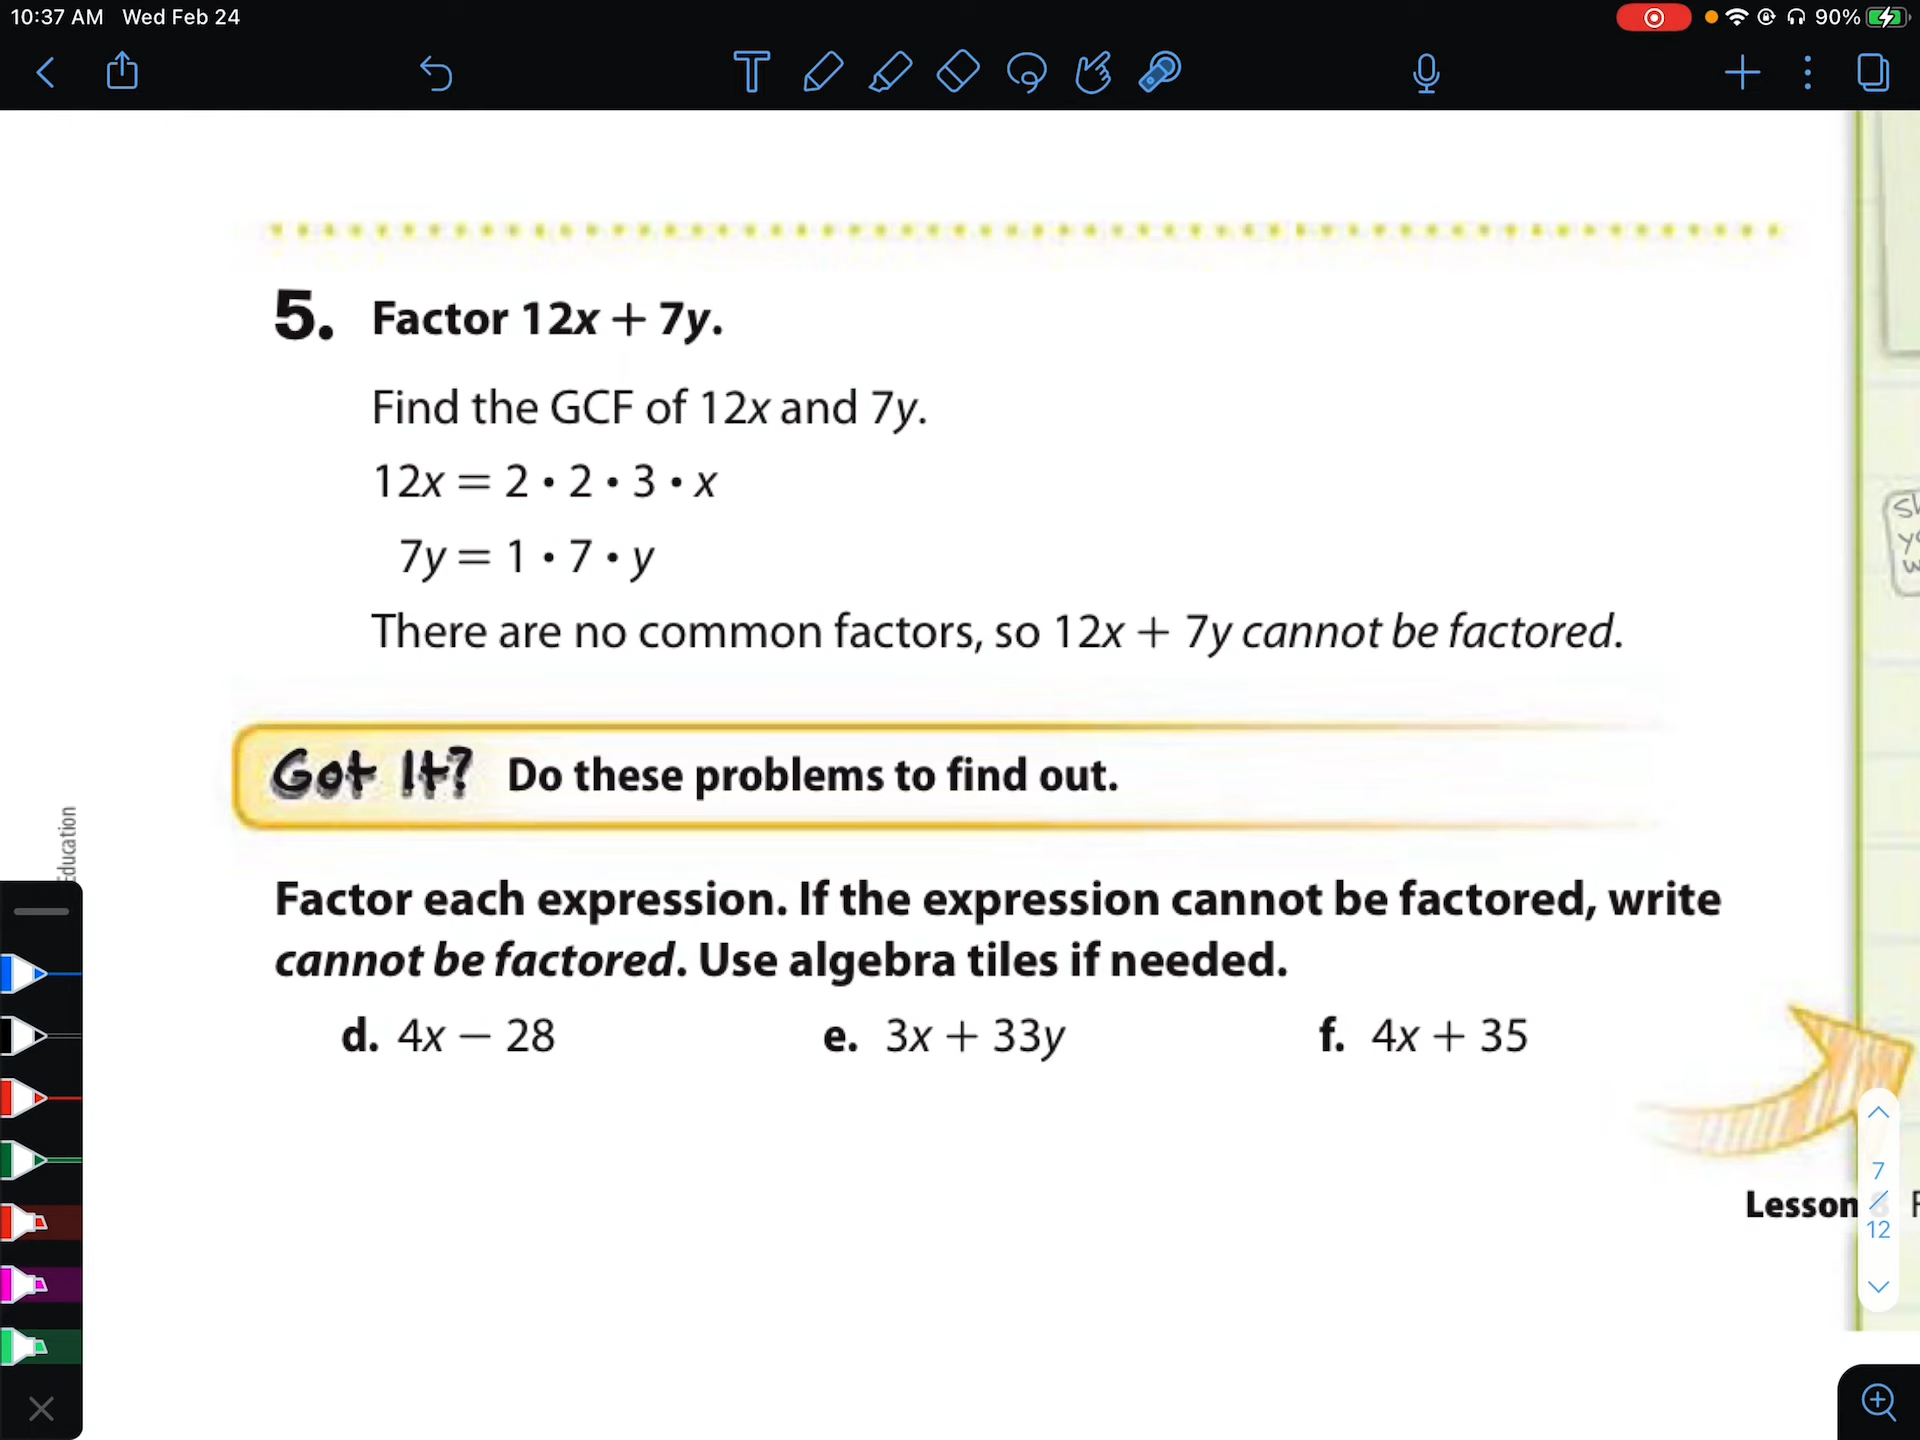 10:37 AM Wed Feb 24
90%
5. Factor 12x + 7y.
Find the GCF of 12x and 7y.
12x = 2 • 2 • 3 • x
7y = 1 • 7 • y
There are no common factors, so 12x + 7y cannot be factored.
Got It? Do these problems to find out.
Education
Factor each expression. If the expression cannot be factored, write
cannot be factored. Use algebra tiles if needed.
d. 4x − 28 e. 3x + 33y f. 4x + 35
Lesson
7
/
12